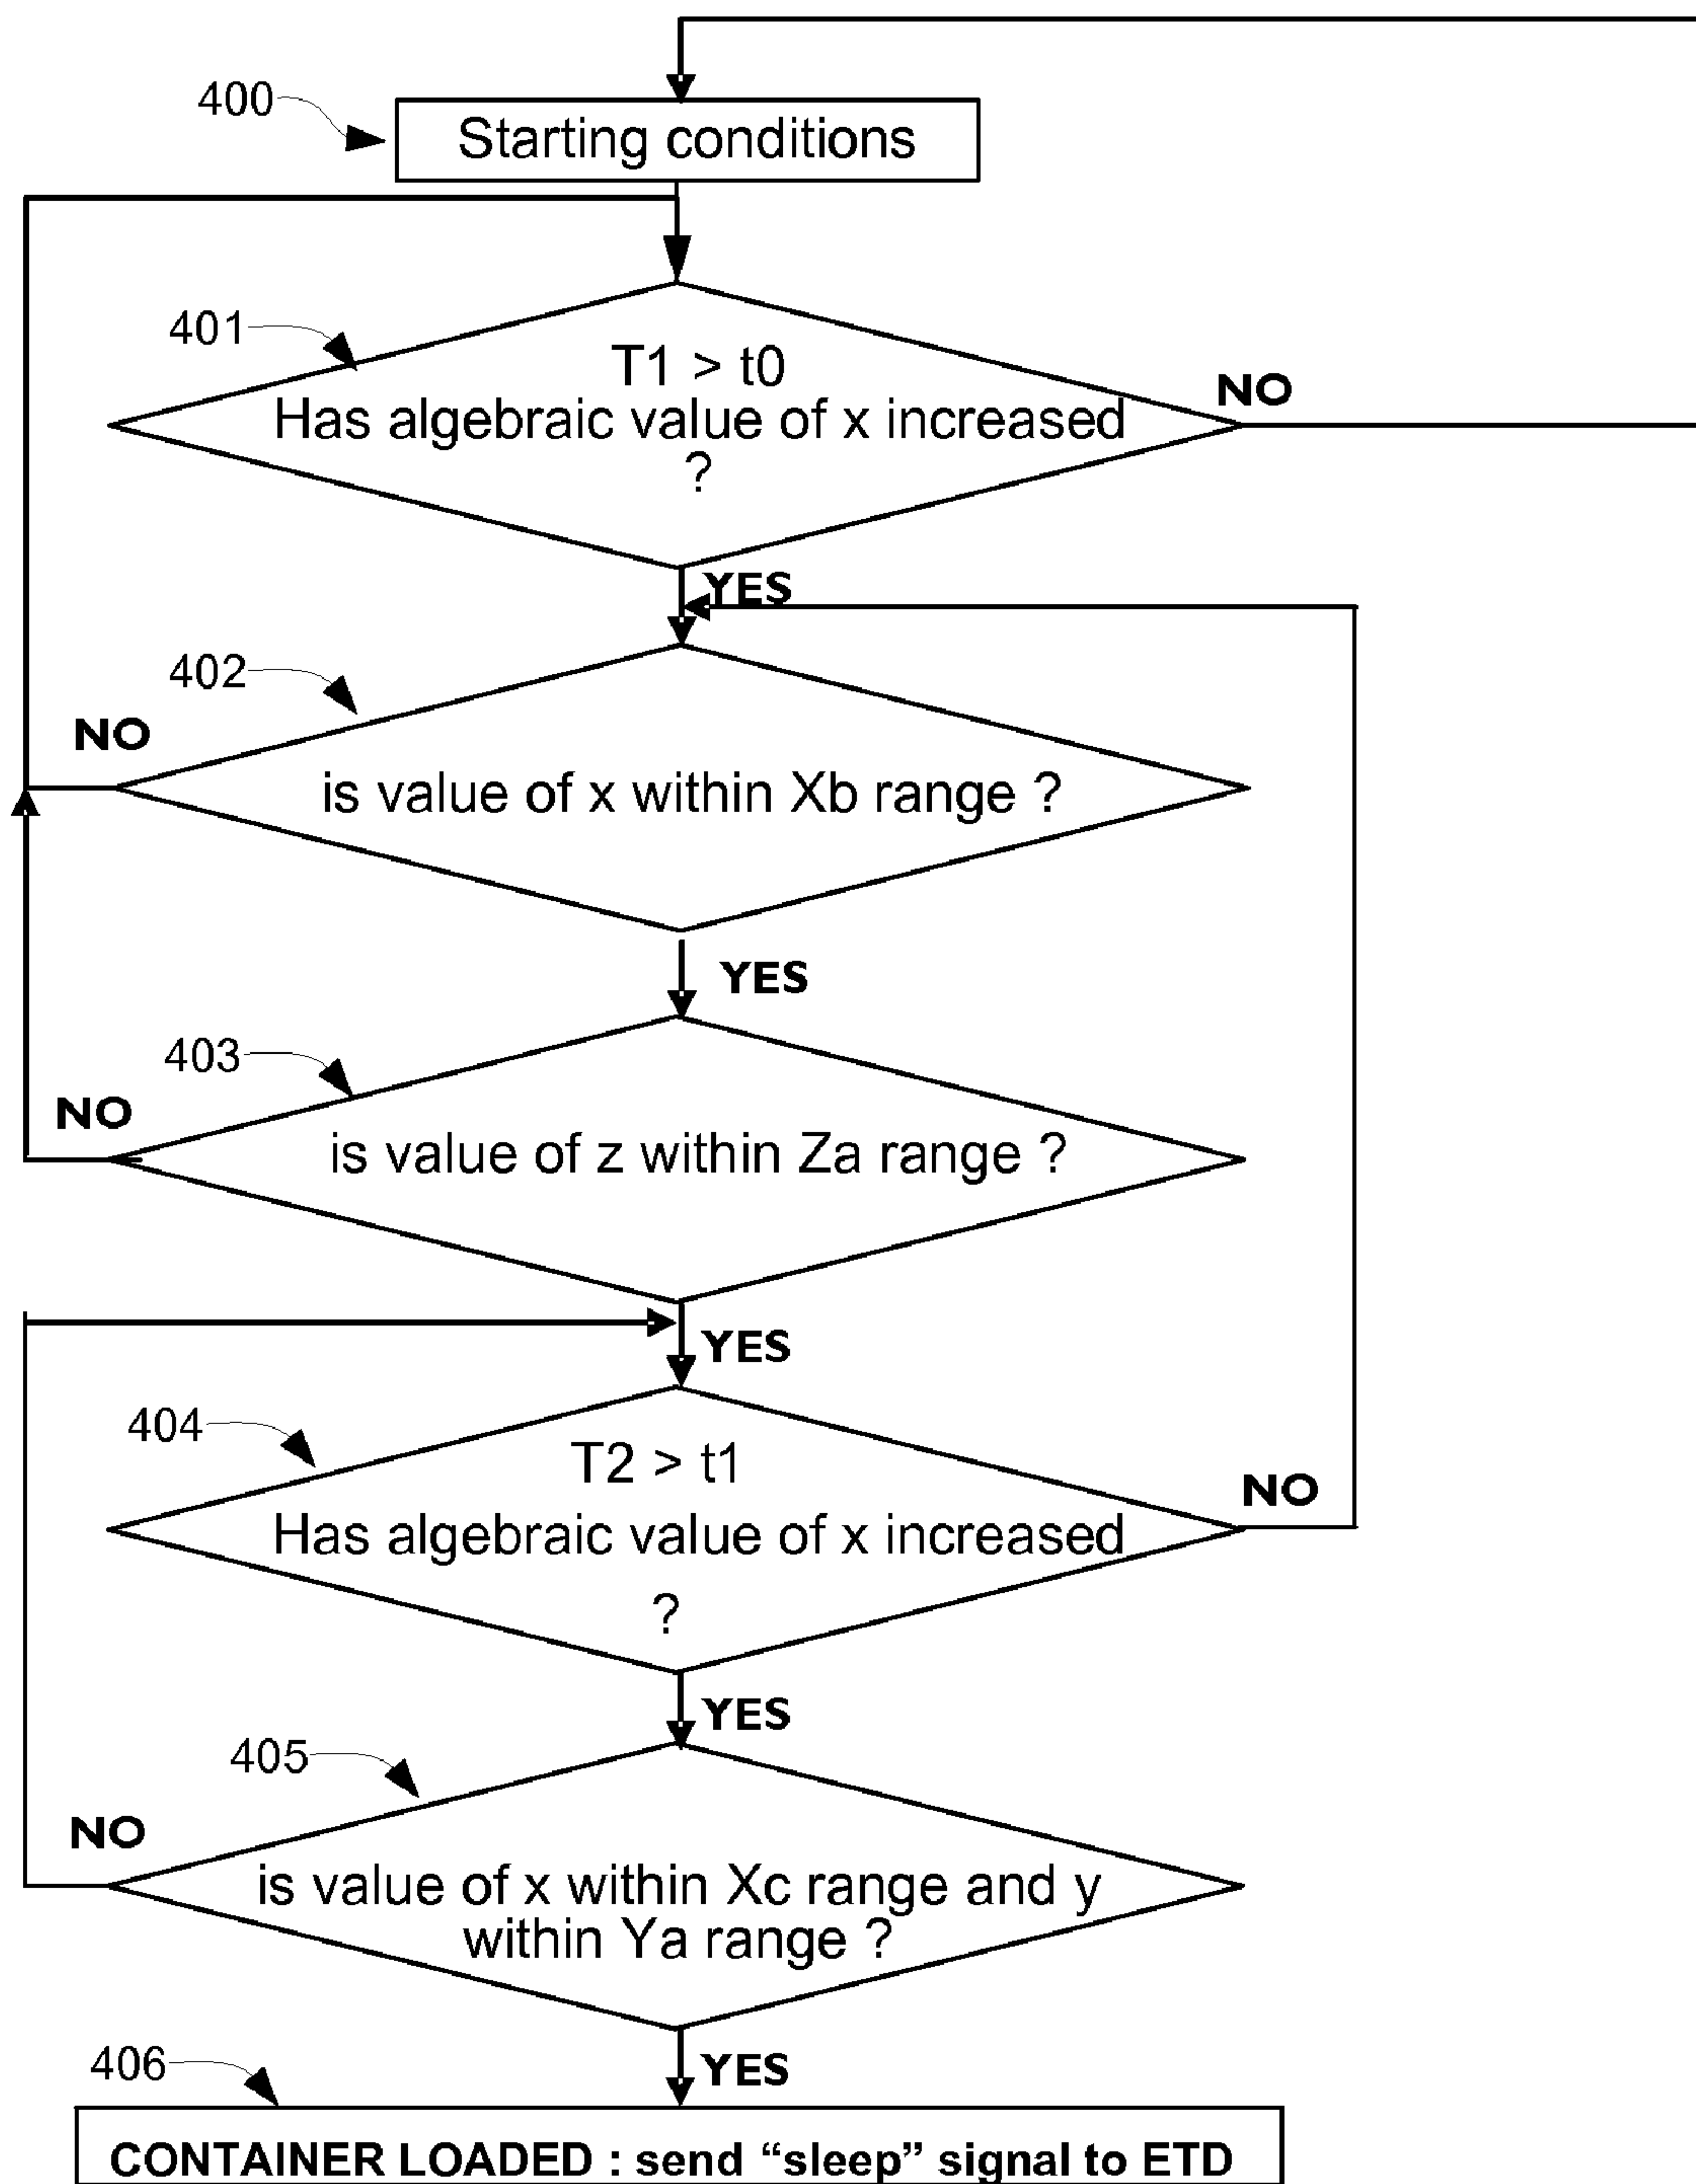 400
Starting conditions
401
T1 > t0
Has algebraic value of x increased
?
NO
YES
402
NO
is value of x within Xb range ?
YES
403
NO
is value of z within Za range ?
YES
404
T2 > t1
Has algebraic value of x increased
?
NO
YES
405
NO
is value of x within Xc range and y
within Ya range ?
YES
406
CONTAINER LOADED : send “sleep” signal to ETD